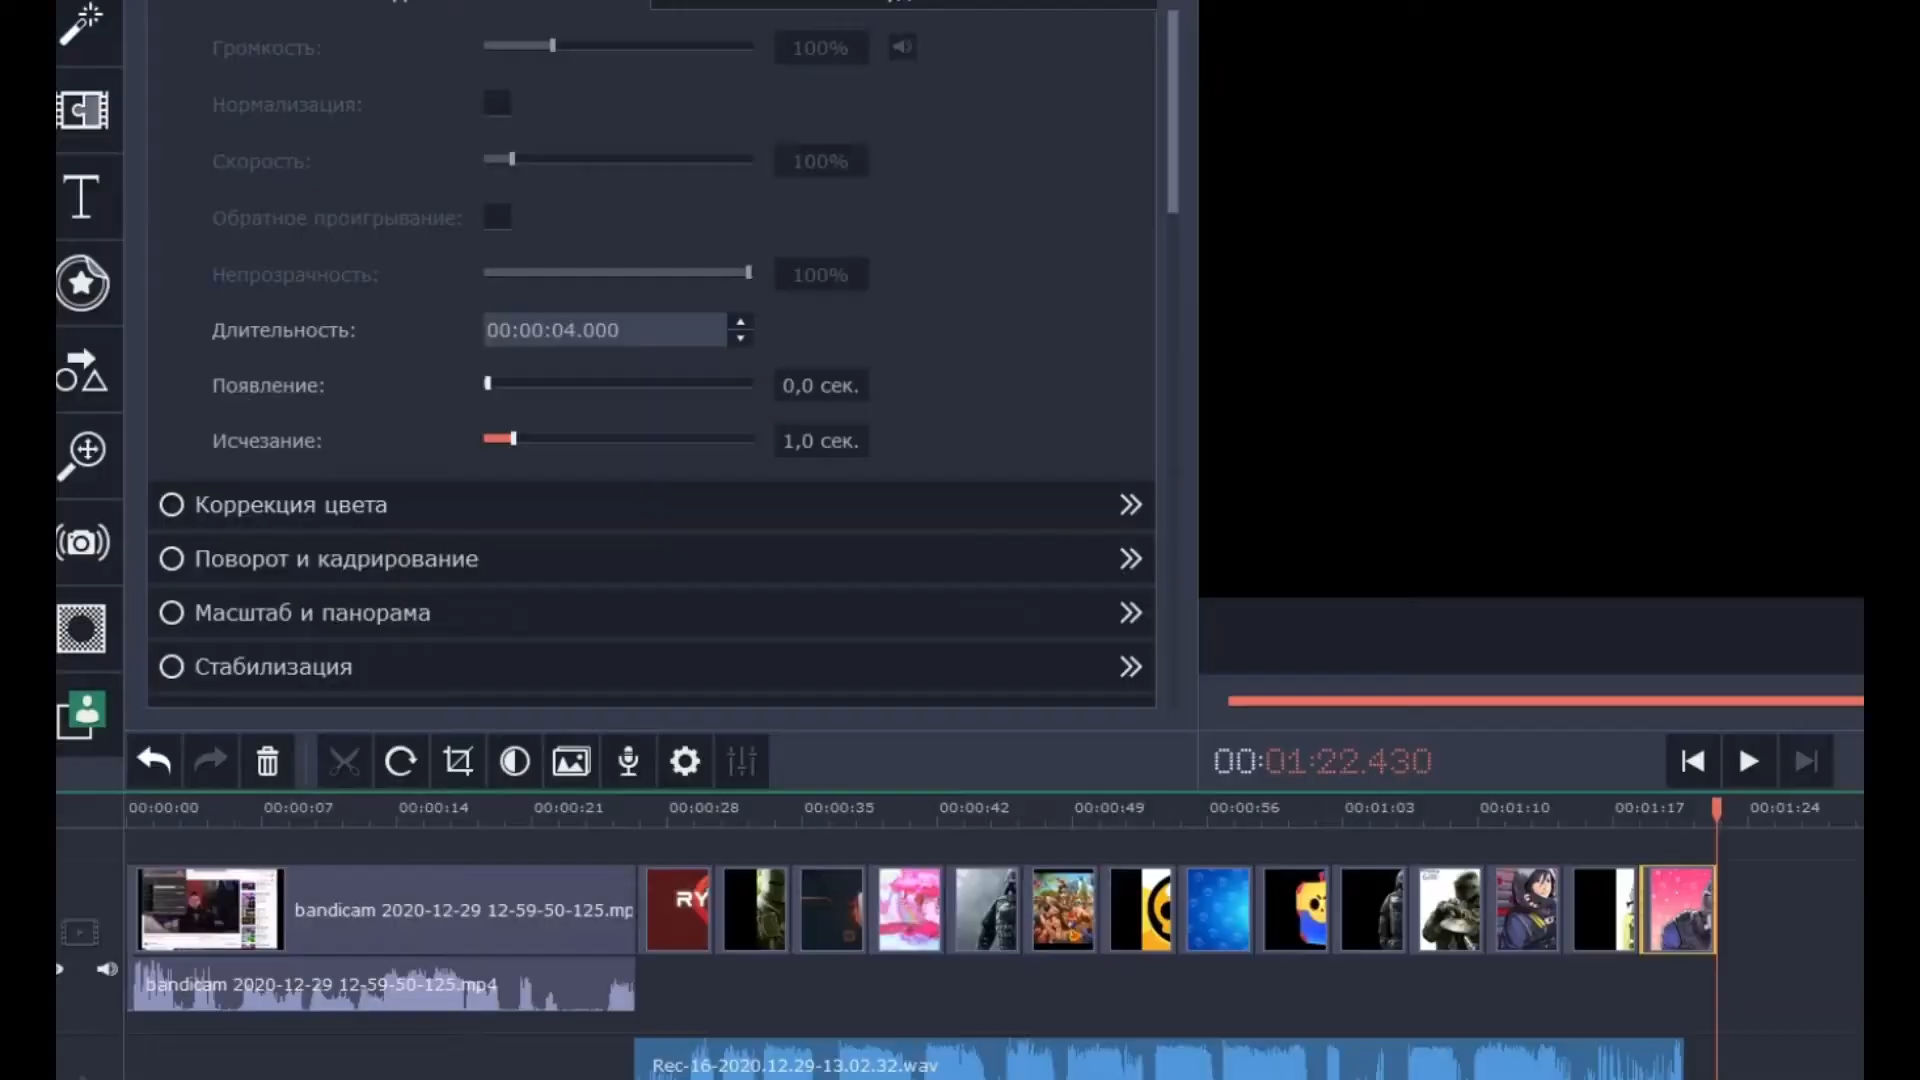 Громкость: 100%
Нормализация:
Скорость: 100%
Обратное проигрывание:
Непрозрачность: 100%
Длительность: 00:00:04.000
Появление: 0,0 сек.
Исчезание: 1,0 сек.
Коррекция цвета
Поворот и кадрирование
Масштаб и панорама
Стабилизация
00:01:22.430
00:00:00 00:00:07 00:00:14 00:00:21 00:00:28 00:00:35 00:00:42 00:00:49 00:00:56 00:01:03 00:01:10 00:01:17 00:01:24
bandicam 2020-12-29 12-59-50-125.mp
RY
bandicam 2020-12-29 12-59-50-125.mp4
Rec-16-2020.12.29-13.02.32.wav